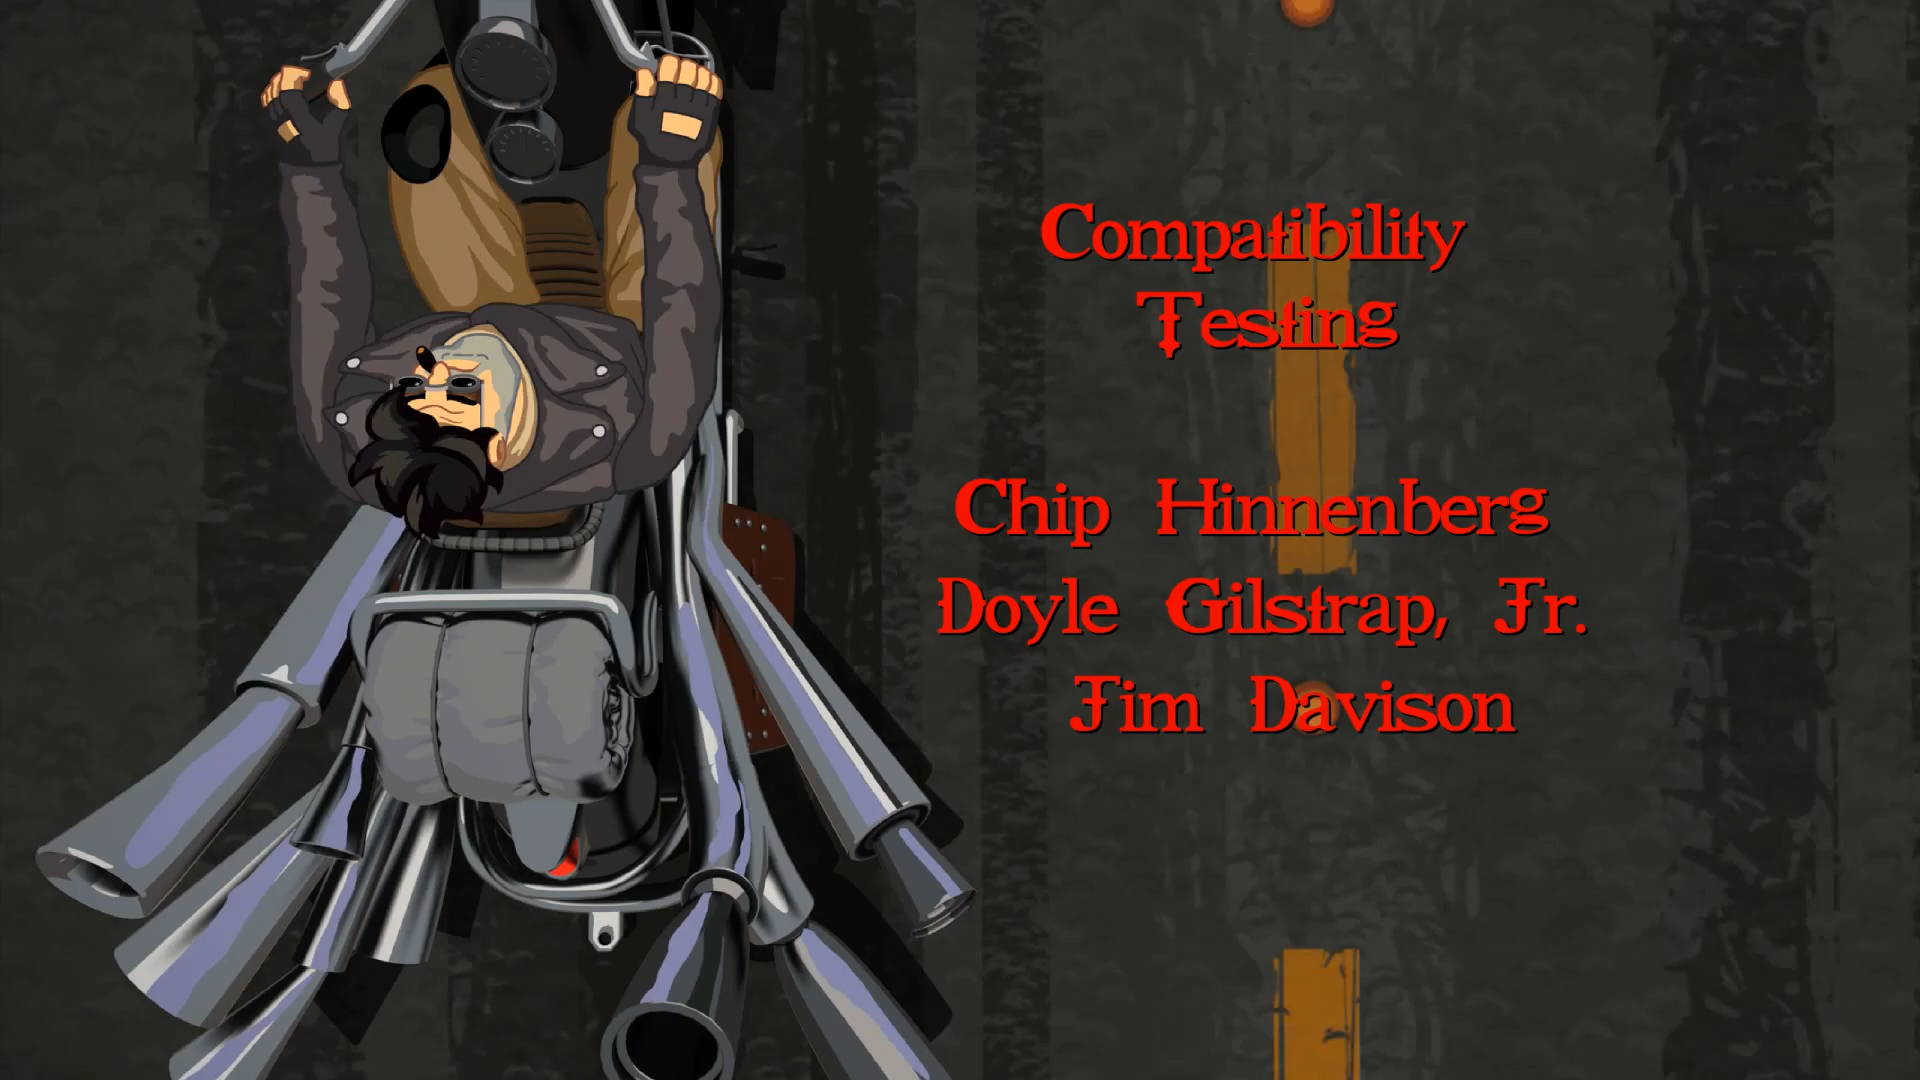 Compatibility
Testing
Chip Hinnenberg
Doyle Gilstrap, Jr.
Jim Davison